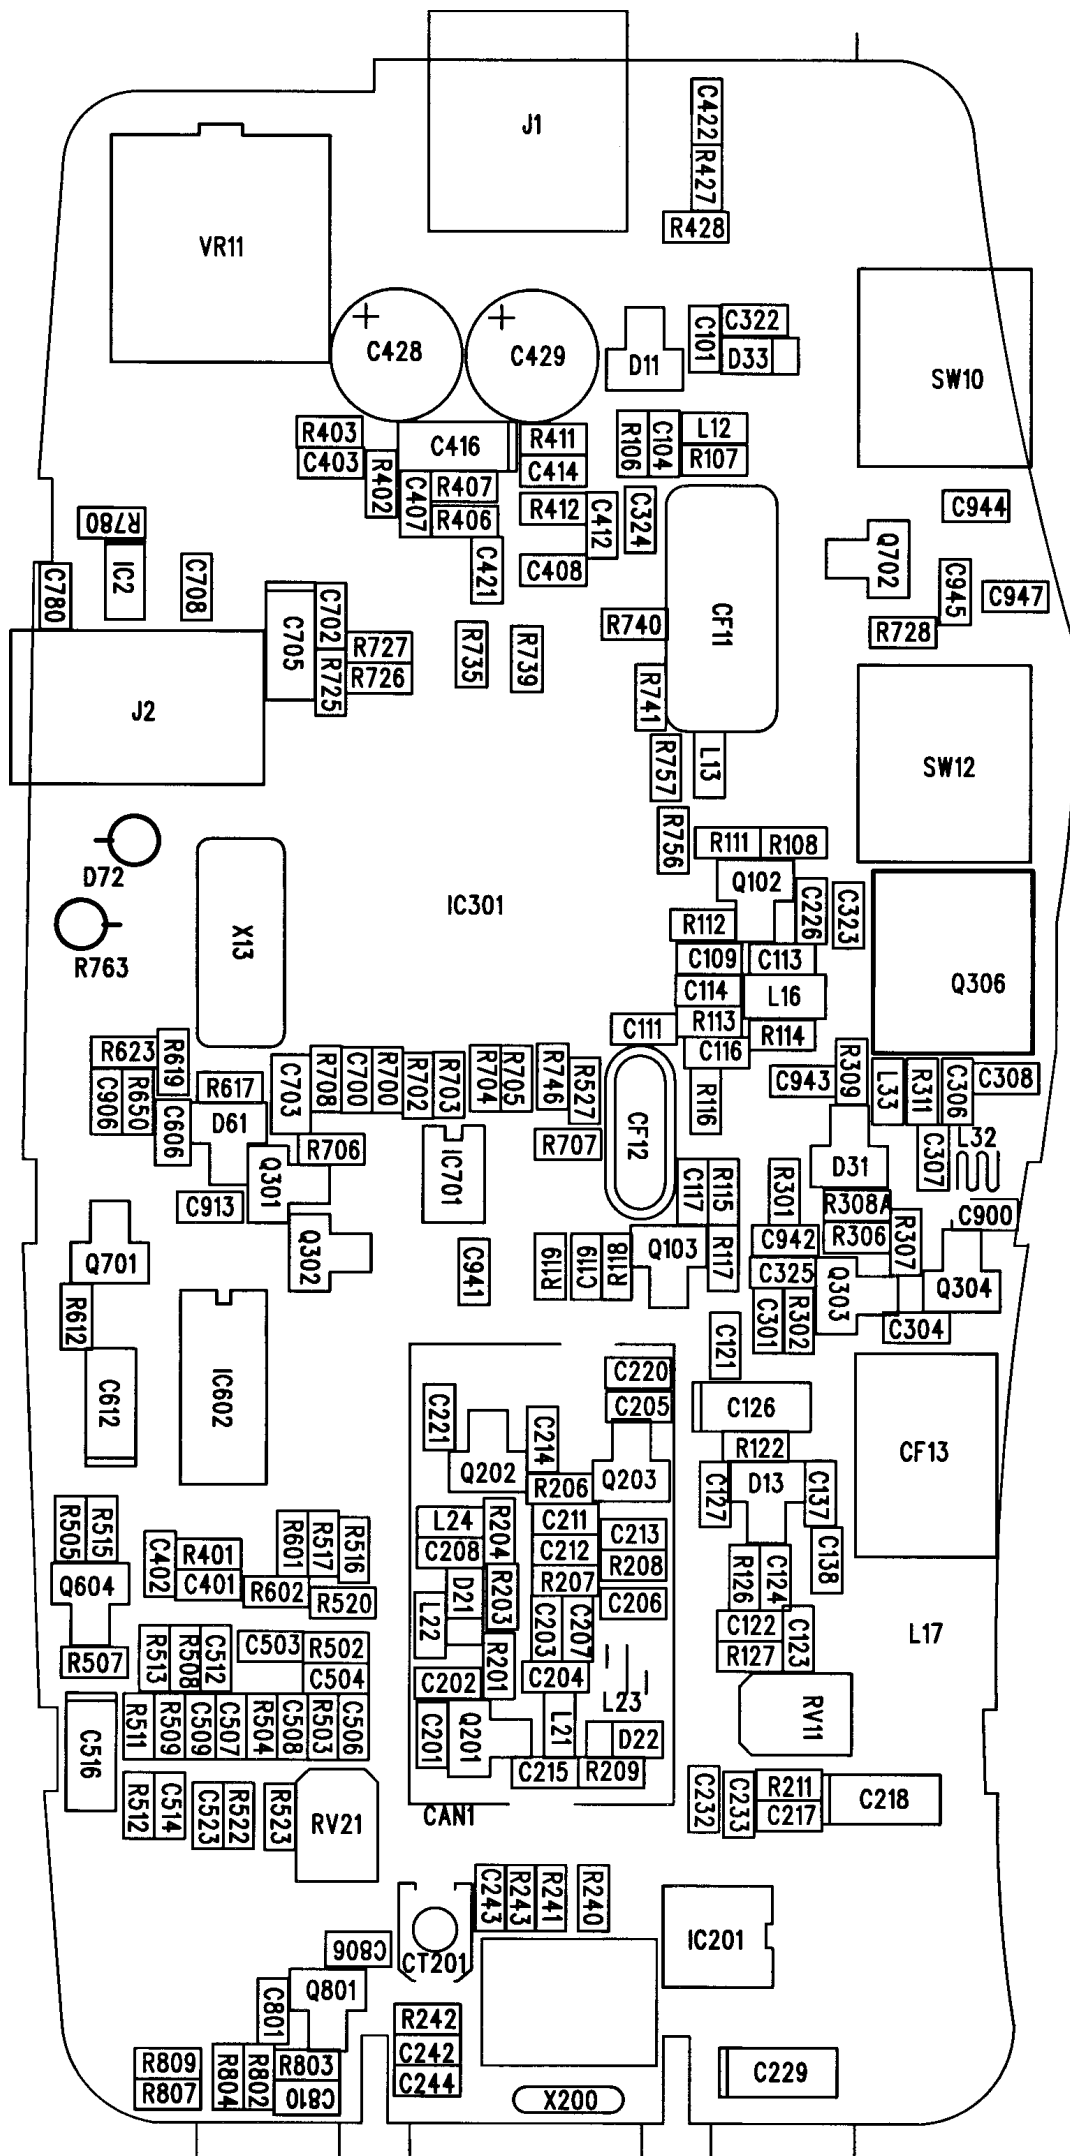 J1
C422
R427
R428
VR11
C428
C429
D11
C101
C322
D33
SW10
R403
C403
R402
C416
R411
C414
R106
C104
L12
R107
C407
R407
R406
R412
C412
C324
C421
C408
C944
Q702
C945
C947
R728
R780
IC2
C780
C708
C705
C702
R725
R727
R726
R735
R739
R740
CF11
R741
J2
R757
L13
SW12
R756
D72
R763
X13
IC301
R111
R108
Q102
R112
C226
C323
C109
C113
C114
L16
Q306
C111
R113
R114
C116
R623
R619
C906
R650
C606
R617
D61
C703
R708
C700
R700
R702
R703
R704
R705
R746
R527
CF12
R116
C943
R309
L33
R311
C306
C308
R706
Q301
C913
IC701
R707
D31
C307
L32
C117
R115
R301
R308A
R306
R307
C900
Q701
Q302
C941
R119
C119
R118
Q103
R117
C942
C325
Q303
Q304
R612
C301
R302
C304
C121
C612
IC602
C220
C205
C221
C214
Q202
R206
Q203
C126
R122
C127
D13
C137
C138
CF13
R505
R515
C402
R401
C401
R601
R517
R516
R602
R520
L24
C208
R204
C211
C212
R207
C213
R208
C206
Q604
D21
R203
L22
R126
C124
C122
R127
C123
L17
R507
R513
R508
C512
C503
R502
C504
C203
C207
R201
C202
C204
L23
C516
R511
R509
C509
C507
R504
C508
R503
C506
C201
Q201
L21
D22
RV11
C215
R209
R512
C514
C523
R522
R523
RV21
CAN1
C232
C233
R211
C217
C218
C243
R243
R241
R240
IC201
C806
CT201
C801
Q801
R242
C242
C244
R809
R807
R804
R802
R803
C810
X200
C229